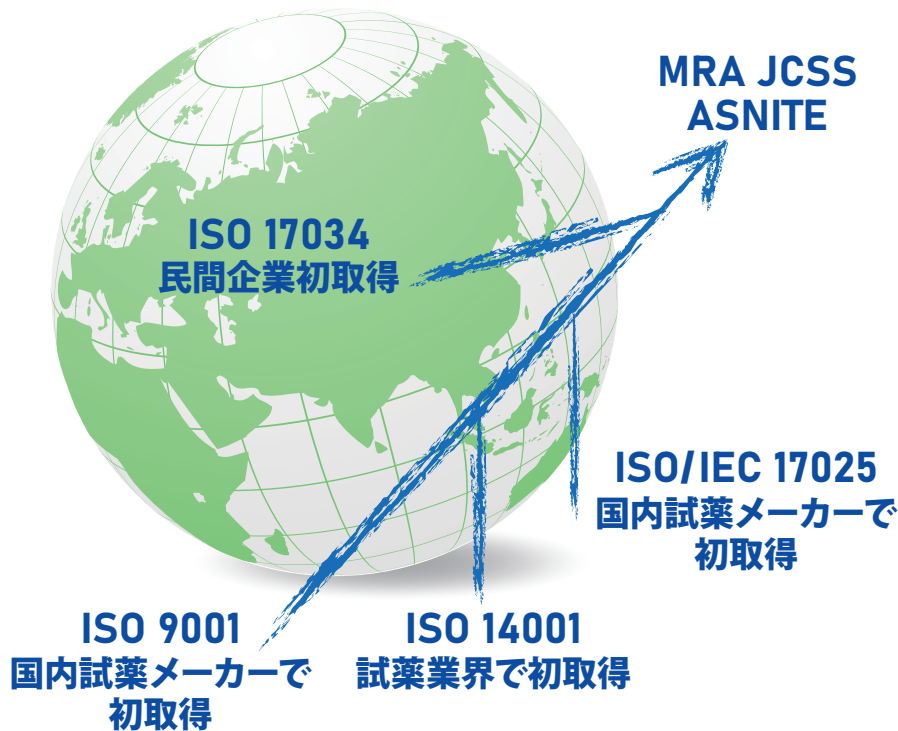 MRA JCSS
ASNITE
ISO 17034
民間企業初取得
ISO/IEC 17025
国内試薬メーカーで
初取得
ISO 9001
国内試薬メーカーで
初取得
ISO 14001
試薬業界で初取得